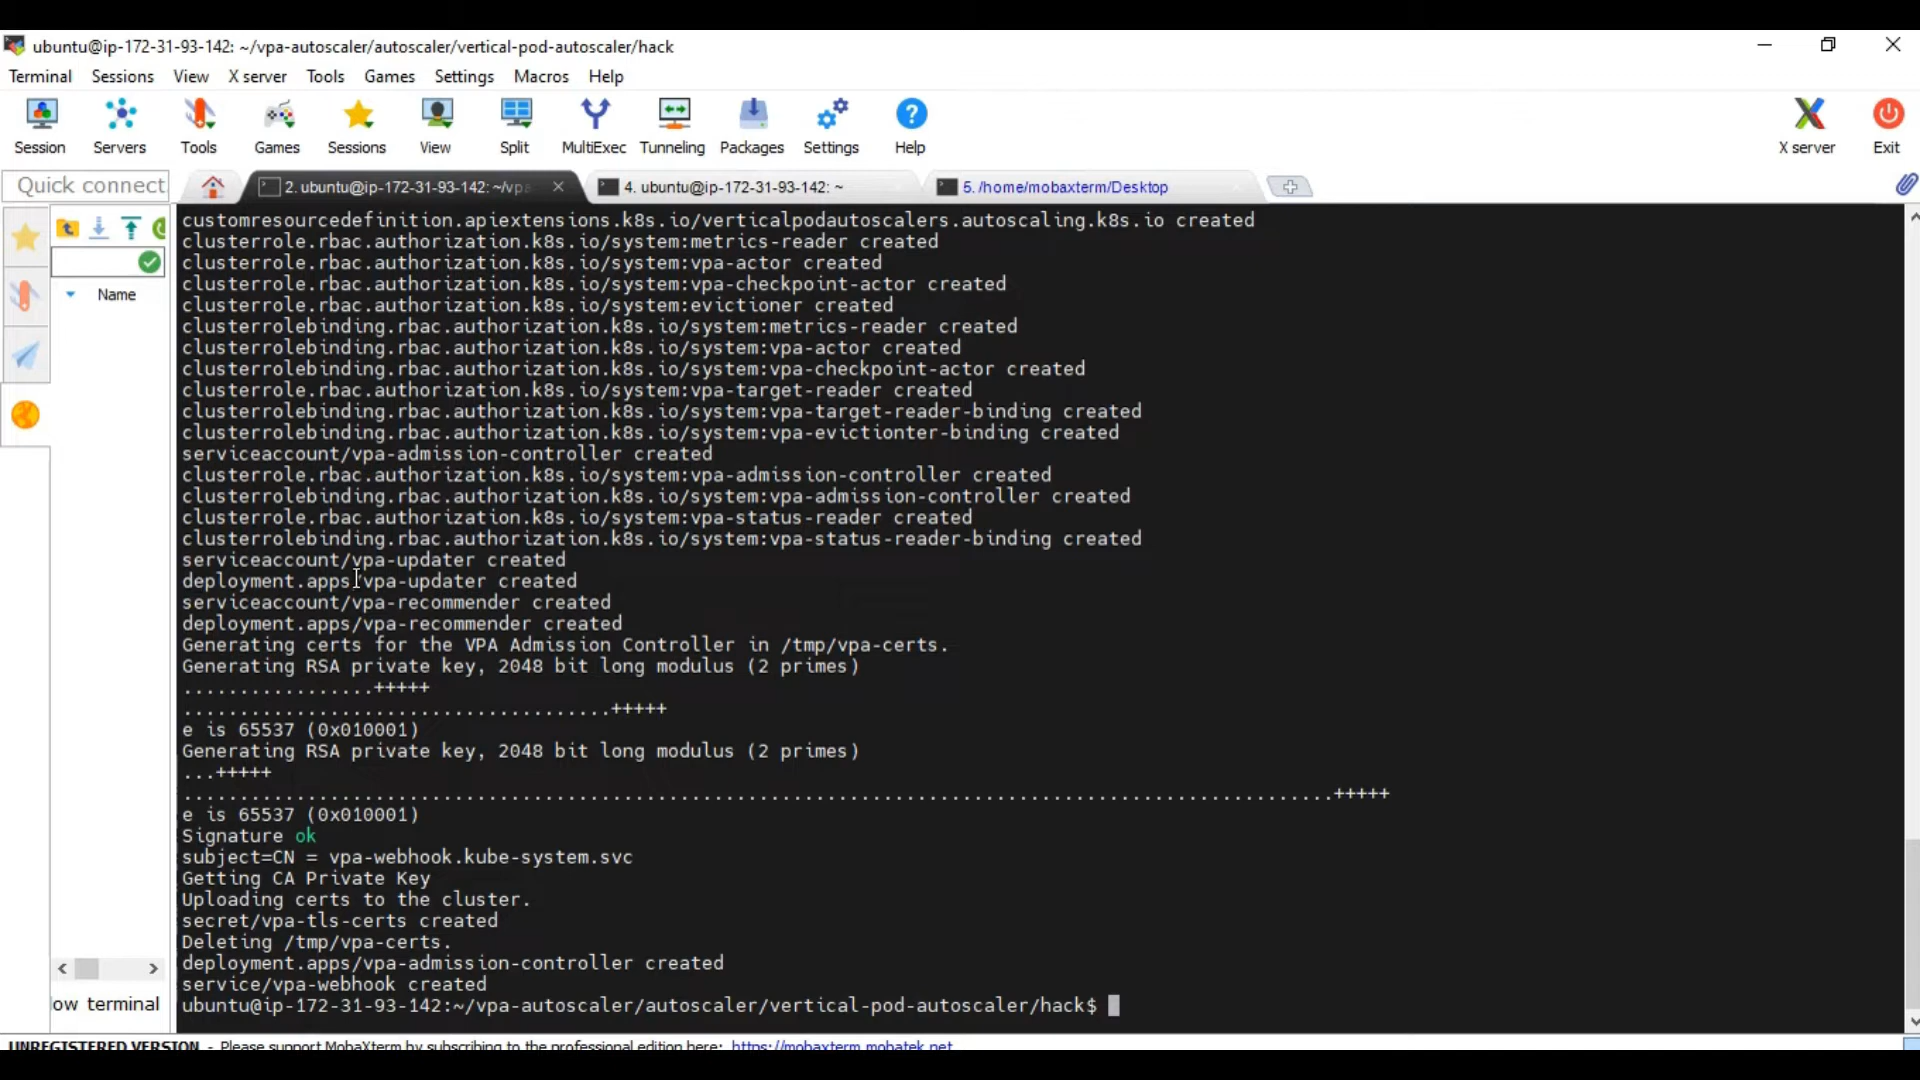 ubuntu@ip-172-31-93-142: ~/vpa-autoscaler/autoscaler/vertical-pod-autoscaler/hack
Terminal Sessions View X server Tools Games Settings Macros Help
Session Servers Tools Games Sessions View Split MultiExec Tunneling Packages Settings Help X server Exit
Quick connect. 2. ubuntu@ip-172-31-93-142: ~/vpa 4. ubuntu@ip-172-31-93-142: ~ 5. /home/mobaxterm/Desktop
Name
customresourcedefinition.apiextensions.k8s.io/verticalpodautoscalers.autoscaling.k8s.io created
clusterrole.rbac.authorization.k8s.io/system:metrics-reader created
clusterrole.rbac.authorization.k8s.io/system:vpa-actor created
clusterrole.rbac.authorization.k8s.io/system:vpa-checkpoint-actor created
clusterrole.rbac.authorization.k8s.io/system:evictioner created
clusterrolebinding.rbac.authorization.k8s.io/system:metrics-reader created
clusterrolebinding.rbac.authorization.k8s.io/system:vpa-actor created
clusterrolebinding.rbac.authorization.k8s.io/system:vpa-checkpoint-actor created
clusterrole.rbac.authorization.k8s.io/system:vpa-target-reader created
clusterrolebinding.rbac.authorization.k8s.io/system:vpa-target-reader-binding created
clusterrolebinding.rbac.authorization.k8s.io/system:vpa-evictionter-binding created
serviceaccount/vpa-admission-controller created
clusterrole.rbac.authorization.k8s.io/system:vpa-admission-controller created
clusterrolebinding.rbac.authorization.k8s.io/system:vpa-admission-controller created
clusterrole.rbac.authorization.k8s.io/system:vpa-status-reader created
clusterrolebinding.rbac.authorization.k8s.io/system:vpa-status-reader-binding created
serviceaccount/vpa-updater created
deployment.apps/vpa-updater created
serviceaccount/vpa-recommender created
deployment.apps/vpa-recommender created
Generating certs for the VPA Admission Controller in /tmp/vpa-certs.
Generating RSA private key, 2048 bit long modulus (2 primes)
.................+++++
......................................+++++
e is 65537 (0x010001)
Generating RSA private key, 2048 bit long modulus (2 primes)
...+++++
......................................................................................................+++++
e is 65537 (0x010001)
Signature ok
subject=CN = vpa-webhook.kube-system.svc
Getting CA Private Key
Uploading certs to the cluster.
secret/vpa-tls-certs created
Deleting /tmp/vpa-certs.
deployment.apps/vpa-admission-controller created
service/vpa-webhook created
ubuntu@ip-172-31-93-142:~/vpa-autoscaler/autoscaler/vertical-pod-autoscaler/hack$
low terminal
UNREGISTERED VERSION - Please support MobaXterm by subscribing to the professional edition here: https://mobaxterm.mobatek.net